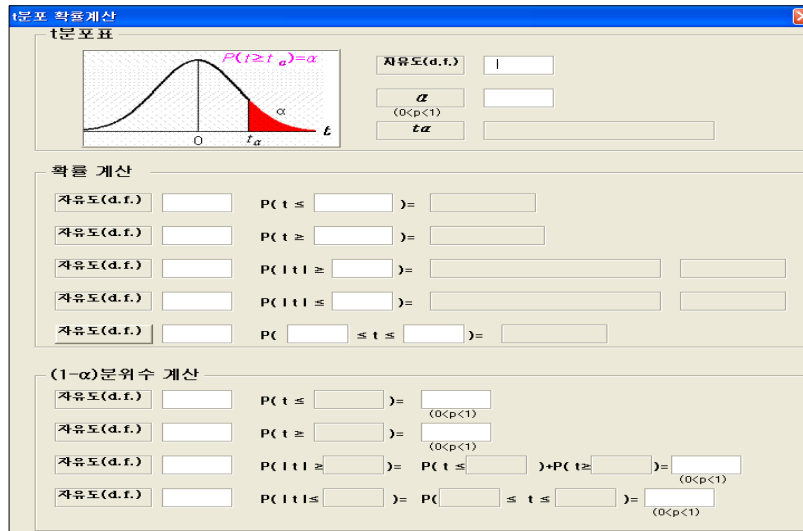 t분포 확률계산
t분포표
P(t≥t α)=α
α
t
0
tα
자유도(d.f.)
α
(0<p<1)
tα
확률 계산
자유도(d.f.) P( t ≤ )=
자유도(d.f.) P( t ≥ )=
자유도(d.f.) P( I t I ≥ )=
자유도(d.f.) P( I t I ≤ )=
자유도(d.f.) P( ≤ t ≤ )=
(1-α)분위수 계산
자유도(d.f.) P( t ≤ )=
(0<p<1)
자유도(d.f.) P( t ≥ )=
(0<p<1)
자유도(d.f.) P( I t I ≥ )= P( t ≤ )+P( t≥ )=
(0<p<1)
자유도(d.f.) P( I t I≤ )= P( ≤ t ≤ )=
(0<p<1)